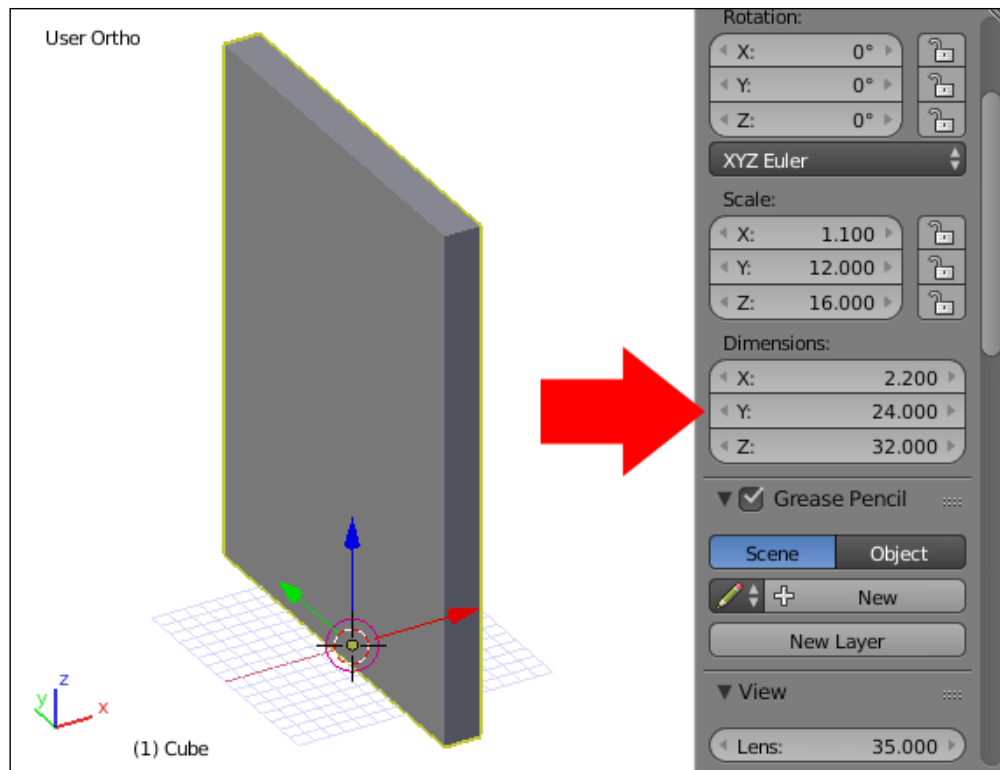 User Ortho
z
y
x
(1) Cube
Rotation:
X: 0°
Y: 0°
Z: 0°
XYZ Euler
Scale:
X: 1.100
Y: 12.000
Z: 16.000
Dimensions:
X: 2.200
Y: 24.000
Z: 32.000
Grease Pencil
Scene Object
New
New Layer
View
Lens: 35.000